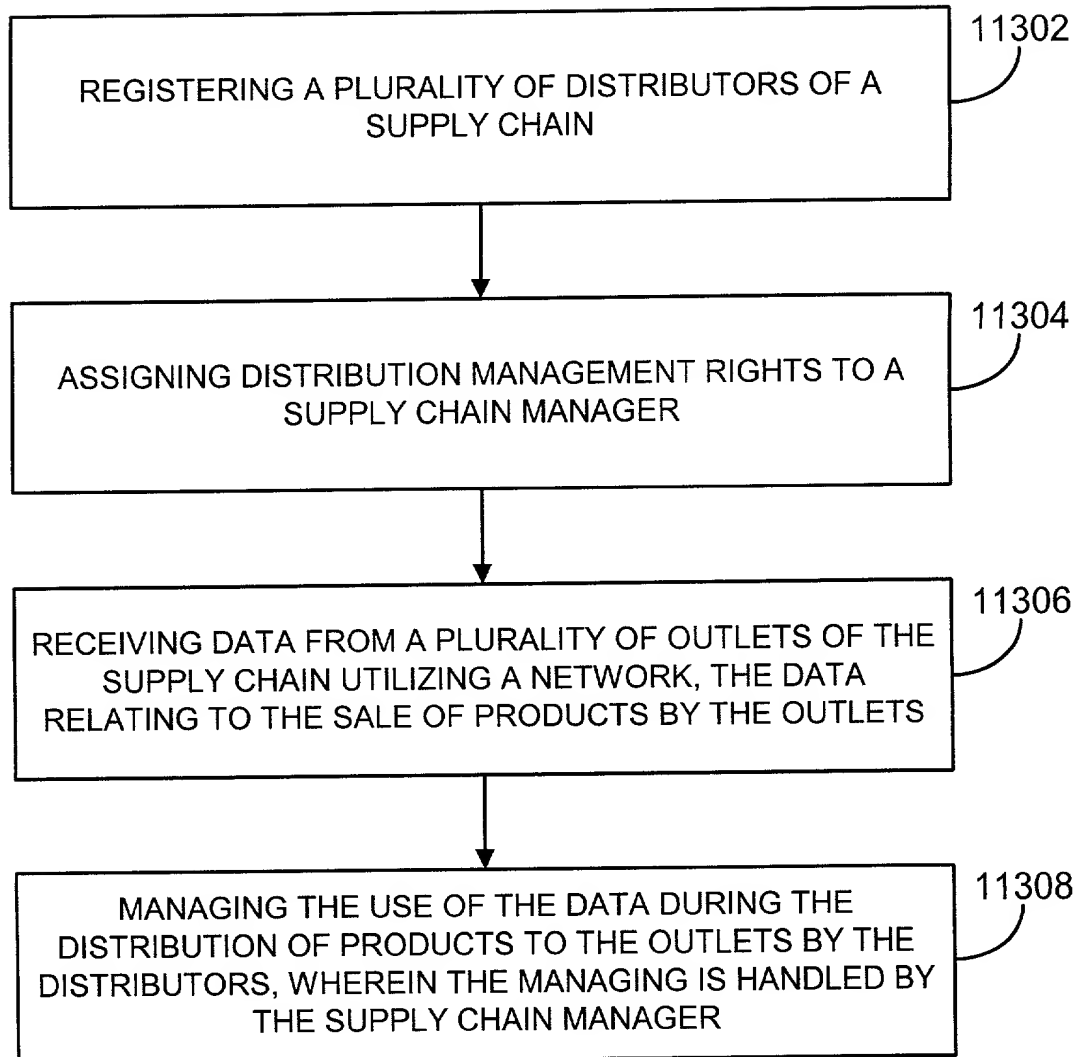 11302
REGISTERING A PLURALITY OF DISTRIBUTORS OF A
SUPPLY CHAIN
11304
ASSIGNING DISTRIBUTION MANAGEMENT RIGHTS TO A
SUPPLY CHAIN MANAGER
11306
RECEIVING DATA FROM A PLURALITY OF OUTLETS OF THE
SUPPLY CHAIN UTILIZING A NETWORK, THE DATA
RELATING TO THE SALE OF PRODUCTS BY THE OUTLETS
11308
MANAGING THE USE OF THE DATA DURING THE
DISTRIBUTION OF PRODUCTS TO THE OUTLETS BY THE
DISTRIBUTORS, WHEREIN THE MANAGING IS HANDLED BY
THE SUPPLY CHAIN MANAGER